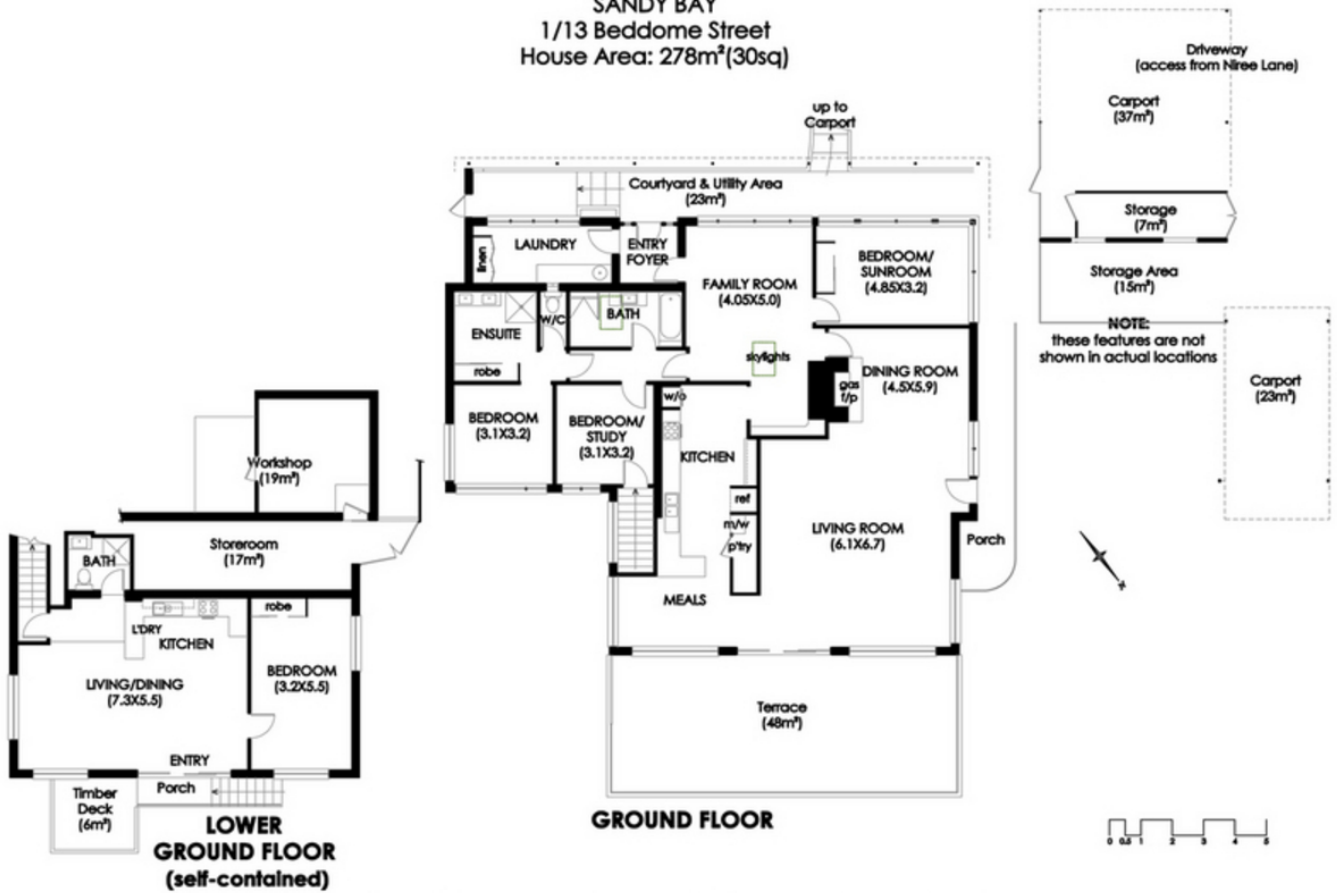 SANDY BAY
1/13 Beddome Street
House Area: 278m²(30sq)
Driveway
(access from Niree Lane)
Carport
(37m²)
Storage
(7m²)
Storage Area
(15m²)
NOTE:
these features are not
shown in actual locations
Carport
(23m²)
up to
Carport
Courtyard & Utility Area
(23m²)
LAUNDRY
linen
ENTRY
FOYER
FAMILY ROOM
(4.05X5.0)
BEDROOM/
SUNROOM
(4.85X3.2)
ENSUITE
W/C
BATH
robe
skylights
DINING ROOM
(4.5X5.9)
gas
f/p
BEDROOM
(3.1X3.2)
BEDROOM/
STUDY
(3.1X3.2)
w/o
KITCHEN
ref
m/w
p'try
LIVING ROOM
(6.1X6.7)
Porch
MEALS
Terrace
(48m²)
GROUND FLOOR
Workshop
(19m²)
Storeroom
(17m²)
BATH
L'DRY
KITCHEN
robe
BEDROOM
(3.2X5.5)
LIVING/DINING
(7.3X5.5)
ENTRY
Porch
Timber
Deck
(6m²)
LOWER
GROUND FLOOR
(self-contained)
0 0.5 1 2 3 4 5